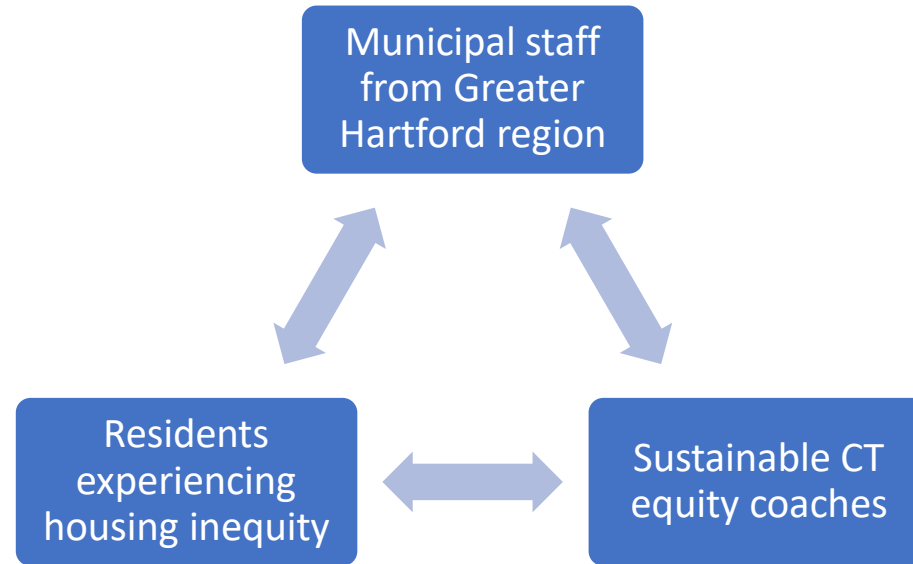 Municipal staff
from Greater
Hartford region
Residents
experiencing
housing inequity
Sustainable CT
equity coaches